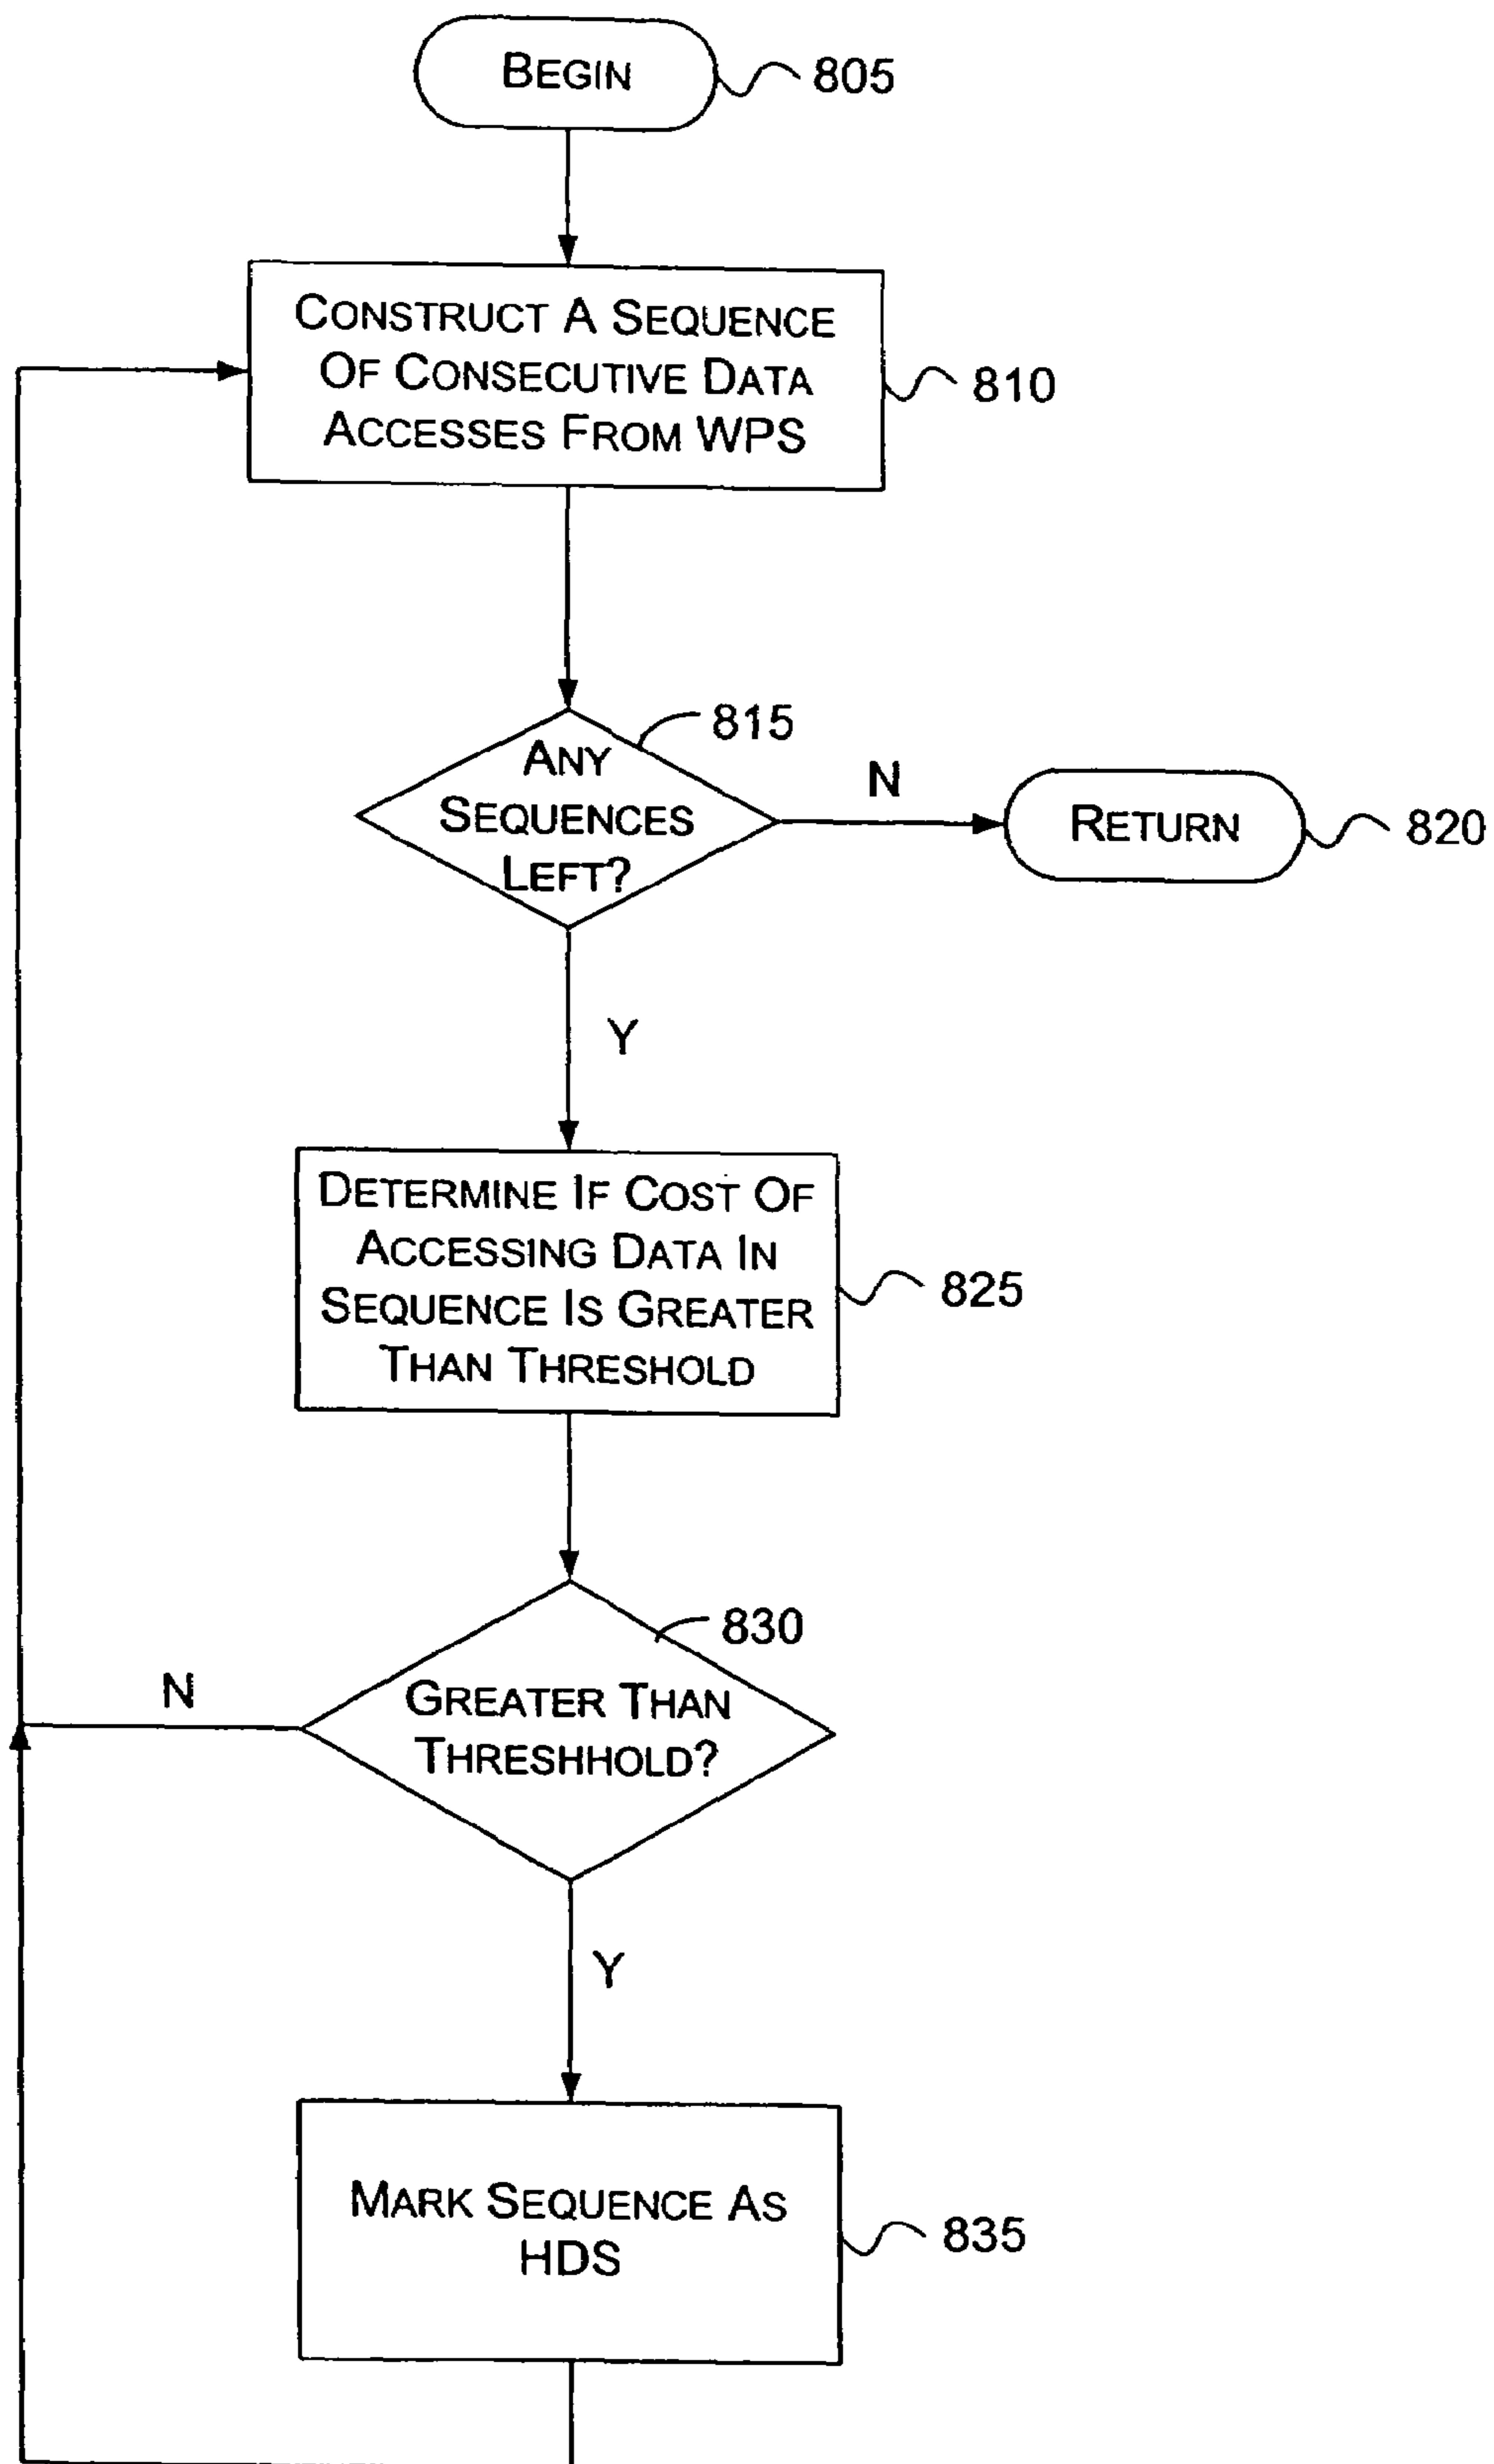 BEGIN
805
CONSTRUCT A SEQUENCE
OF CONSECUTIVE DATA
ACCESSES FROM WPS
810
815
ANY
SEQUENCES
LEFT?
N
RETURN
820
Y
DETERMINE IF COST OF
ACCESSING DATA IN
SEQUENCE IS GREATER
THAN THRESHOLD
825
830
N
GREATER THAN
THRESHHOLD?
Y
MARK SEQUENCE AS
HDS
835